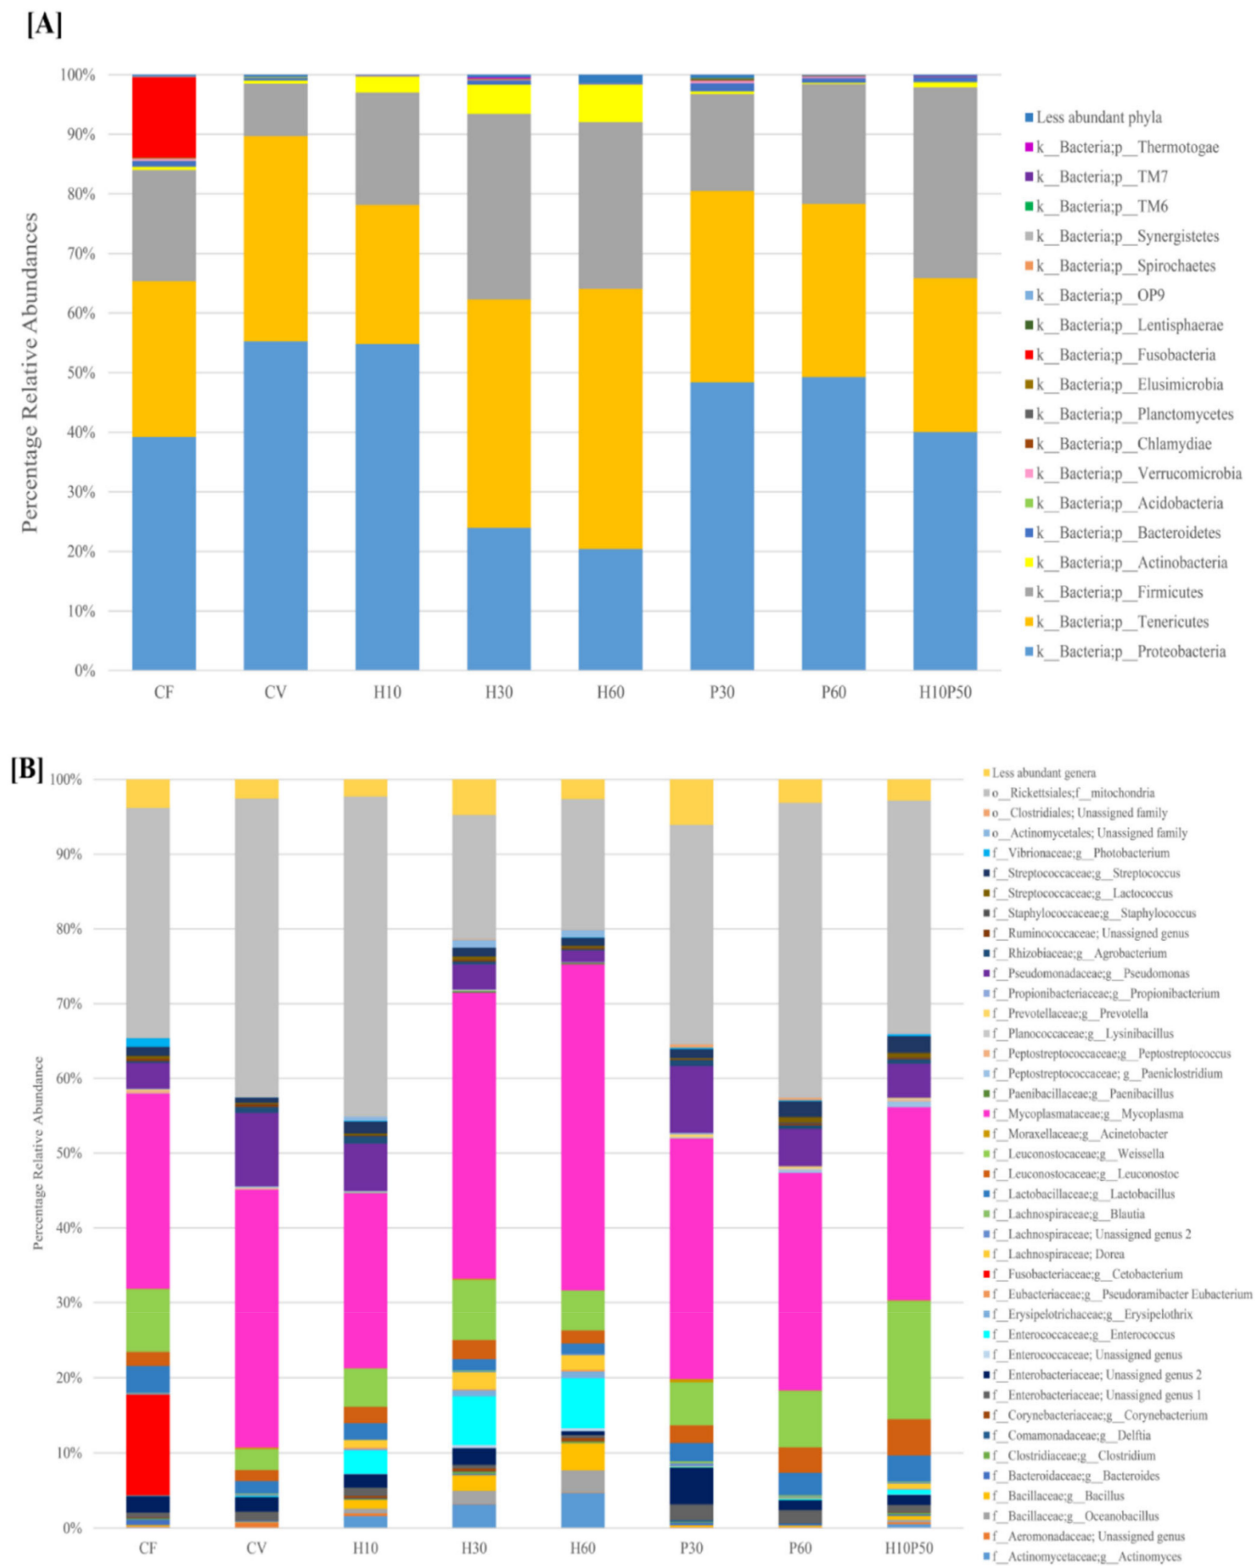 [A]
Percentage Relative Abundances
100%
90%
80%
70%
60%
50%
40%
30%
20%
10%
0%
CF CV H10 H30 H60 P30 P60 H10P50
Less abundant phyla
k__Bacteria;p__Thermotogae
k__Bacteria;p__TM7
k__Bacteria;p__TM6
k__Bacteria;p__Synergistetes
k__Bacteria;p__Spirochaetes
k__Bacteria;p__OP9
k__Bacteria;p__Lentisphaerae
k__Bacteria;p__Fusobacteria
k__Bacteria;p__Elusimicrobia
k__Bacteria;p__Planctomycetes
k__Bacteria;p__Chlamydiae
k__Bacteria;p__Verrucomicrobia
k__Bacteria;p__Acidobacteria
k__Bacteria;p__Bacteroidetes
k__Bacteria;p__Actinobacteria
k__Bacteria;p__Firmicutes
k__Bacteria;p__Tenericutes
k__Bacteria;p__Proteobacteria
[B]
Percentage Relative Abundance
100%
90%
80%
70%
60%
50%
40%
30%
20%
10%
0%
CF CV H10 H30 H60 P30 P60 H10P50
Less abundant genera
o__Rickettsiales;f__mitochondria
o__Clostridiales; Unassigned family
o__Actinomycetales; Unassigned family
f__Vibrionaceae;g__Photobacterium
f__Streptococcaceae;g__Streptococcus
f__Streptococcaceae;g__Lactococcus
f__Staphylococcaceae;g__Staphylococcus
f__Ruminococcaceae; Unassigned genus
f__Rhizobiaceae;g__Agrobacterium
f__Pseudomonadaceae;g__Pseudomonas
f__Propionibacteriaceae;g__Propionibacterium
f__Prevotellaceae;g__Prevotella
f__Planococcaceae;g__Lysinibacillus
f__Peptostreptococcaceae;g__Peptostreptococcus
f__Peptostreptococcaceae; g__Paeniclostridium
f__Paenibacillaceae;g__Paenibacillus
f__Mycoplasmataceae;g__Mycoplasma
f__Moraxellaceae;g__Acinetobacter
f__Leuconostocaceae;g__Weissella
f__Leuconostocaceae;g__Leuconostoc
f__Lactobacillaceae;g__Lactobacillus
f__Lachnospiraceae;g__Blautia
f__Lachnospiraceae; Unassigned genus 2
f__Lachnospiraceae; Dorea
f__Fusobacteriaceae;g__Cetobacterium
f__Eubacteriaceae;g__Pseudoramibacter Eubacterium
f__Erysipelotrichaceae;g__Erysipelothrix
f__Enterococcaceae;g__Enterococcus
f__Enterococcaceae; Unassigned genus
f__Enterobacteriaceae; Unassigned genus 2
f__Enterobacteriaceae; Unassigned genus 1
f__Corynebacteriaceae;g__Corynebacterium
f__Comamonadaceae;g__Delftia
f__Clostridiaceae;g__Clostridium
f__Bacteroidaceae;g__Bacteroides
f__Bacillaceae;g__Bacillus
f__Bacillaceae;g__Oceanobacillus
f__Aeromonadaceae; Unassigned genus
f__Actinomycetaceae;g__Actinomyces